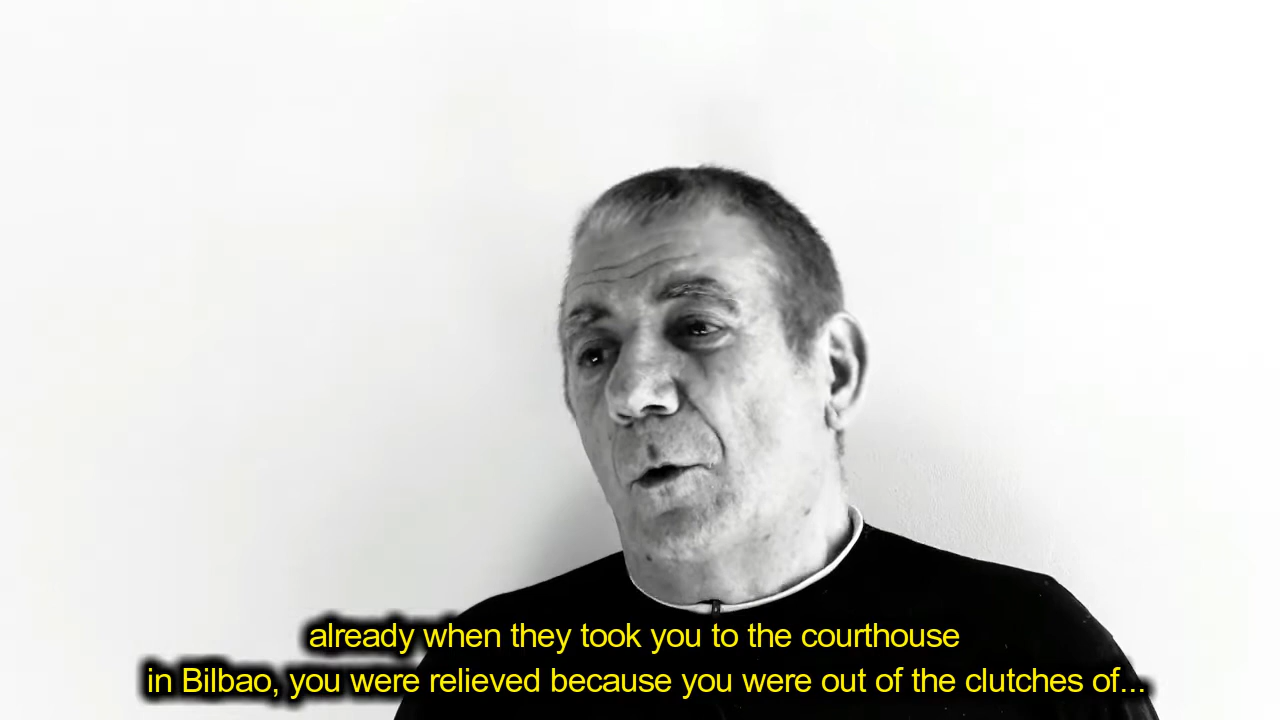 already when they took you to the courthouse
in Bilbao, you were relieved because you were out of the clutches of...